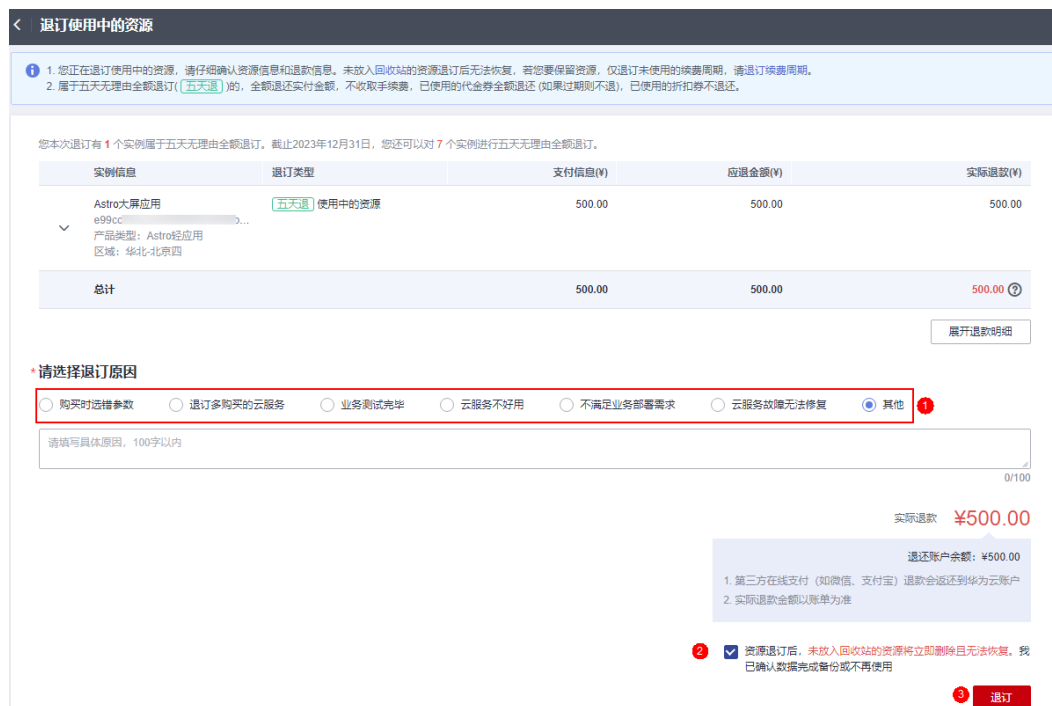 退订使用中的资源
1. 您正在退订使用中的资源，请仔细确认资源信息和退款信息。未放入回收站的资源退订后无法恢复，若您要保留资源，仅退订未使用的续费周期，请退订续费周期。
2. 属于五天无理由全额退订( 五天退 )的，全额退还实付金额，不收取手续费，已使用的代金券全额退还 (如果过期则不退)，已使用的折扣券不退还。
您本次退订有 1 个实例属于五天无理由全额退订。截止2023年12月31日，您还可以对 7 个实例进行五天无理由全额退订。
实例信息 退订类型 支付信息(¥) 应退金额(¥) 实际退款(¥)
Astro大屏应用 五天退 使用中的资源 500.00 500.00 500.00
产品类型：Astro轻应用
区域：华北-北京四
总计 500.00 500.00 500.00 ?
展开退款明细
*请选择退订原因
购买时选错参数 退订多购买的云服务 业务测试完毕 云服务不好用 不满足业务部署需求 云服务故障无法修复 其他 1
请填写具体原因，100字以内
0/100
实际退款 ¥500.00
退还账户余额：¥500.00
1. 第三方在线支付（如微信、支付宝）退款会返还到华为云账户
2. 实际退款金额以账单为准
2 资源退订后，未放入回收站的资源将立即删除且无法恢复。我
已确认数据完成备份或不再使用
3 退订